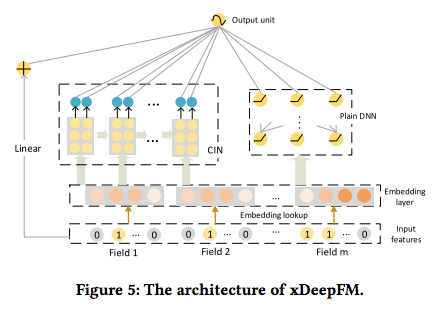 Output unit
+
...
CIN
...
Plain DNN
Linear
...
Embedding
layer
Embedding lookup
0 1 ... 0 0 1 ... 0 ... 1 1 ... 0
Input
features
Field 1 Field 2 Field m
Figure 5: The architecture of xDeepFM.